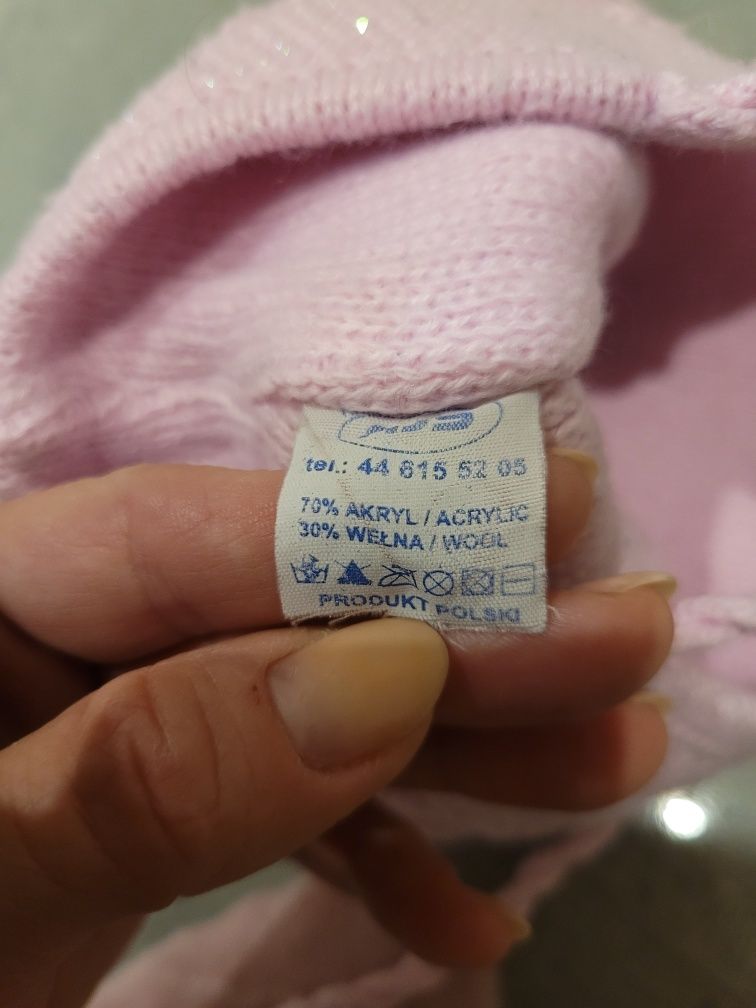 tel.: 44 615 52 05
70% AKRYL / ACRYLIC
30% WEŁNA / WOOL
PRODUKT POLSKI